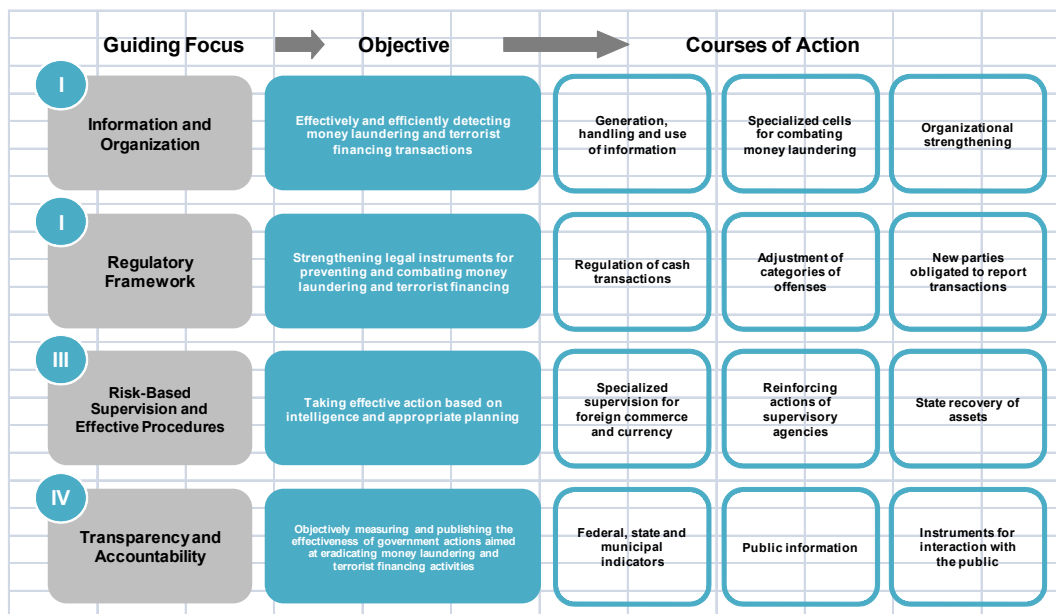 Guiding Focus
Objective
Courses of Action
I
Information and
Organization
Effectively and efficiently detecting
money laundering and terrorist
financing transactions
Generation,
handling and use
of information
Specialized cells
for combating
money laundering
Organizational
strengthening
I
Regulatory
Framework
Strengthening legal instruments for
preventing and combating money
laundering and terrorist financing
Regulation of cash
transactions
Adjustment of
categories of
offenses
New parties
obligated to report
transactions
III
Risk-Based
Supervision and
Effective Procedures
Taking effective action based on
intelligence and appropriate planning
Specialized
supervision for
foreign commerce
and currency
Reinforcing
actions of
supervisory
agencies
State recovery of
assets
IV
Transparency and
Accountability
Objectively measuring and publishing the
effectiveness of government actions aimed
at eradicating money laundering and
terrorist financing activities
Federal, state and
municipal
indicators
Public information
Instruments for
interaction with
the public